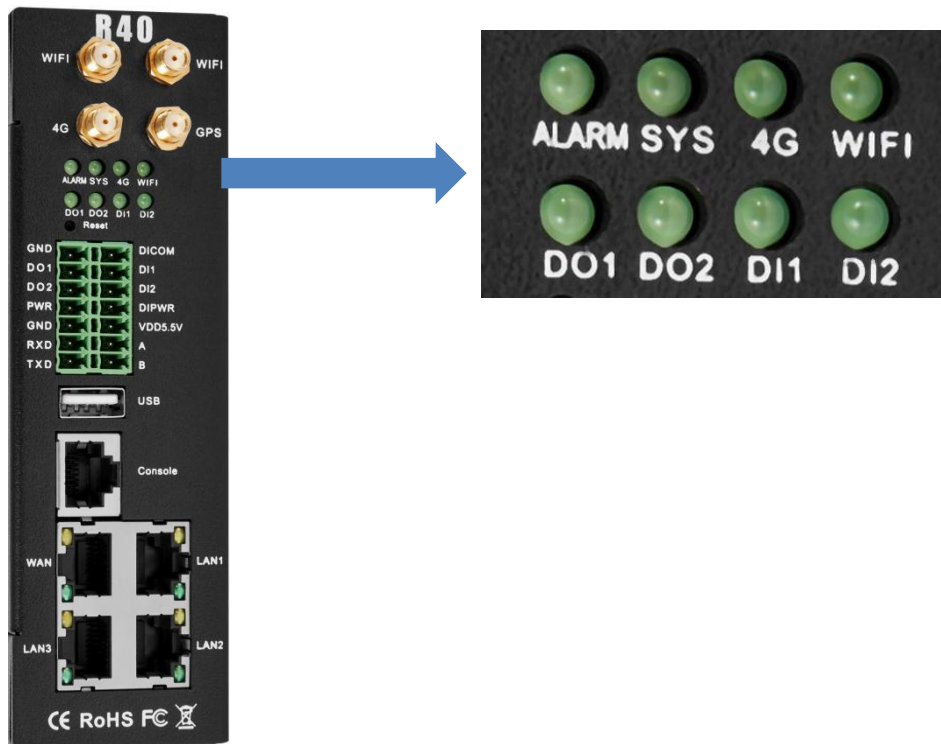 R40
WIFI WIFI
4G GPS
ALARM SYS 4G WIFI
DO1 DO2 DI1 DI2
Reset
GND DICOM
DO1 DI1
DO2 DI2
PWR DIPWR
GND VDD5.5V
RXD A
TXD B
USB
Console
WAN LAN1
LAN3 LAN2
CE RoHS FC
ALARM SYS 4G WIFI
DO1 DO2 DI1 DI2